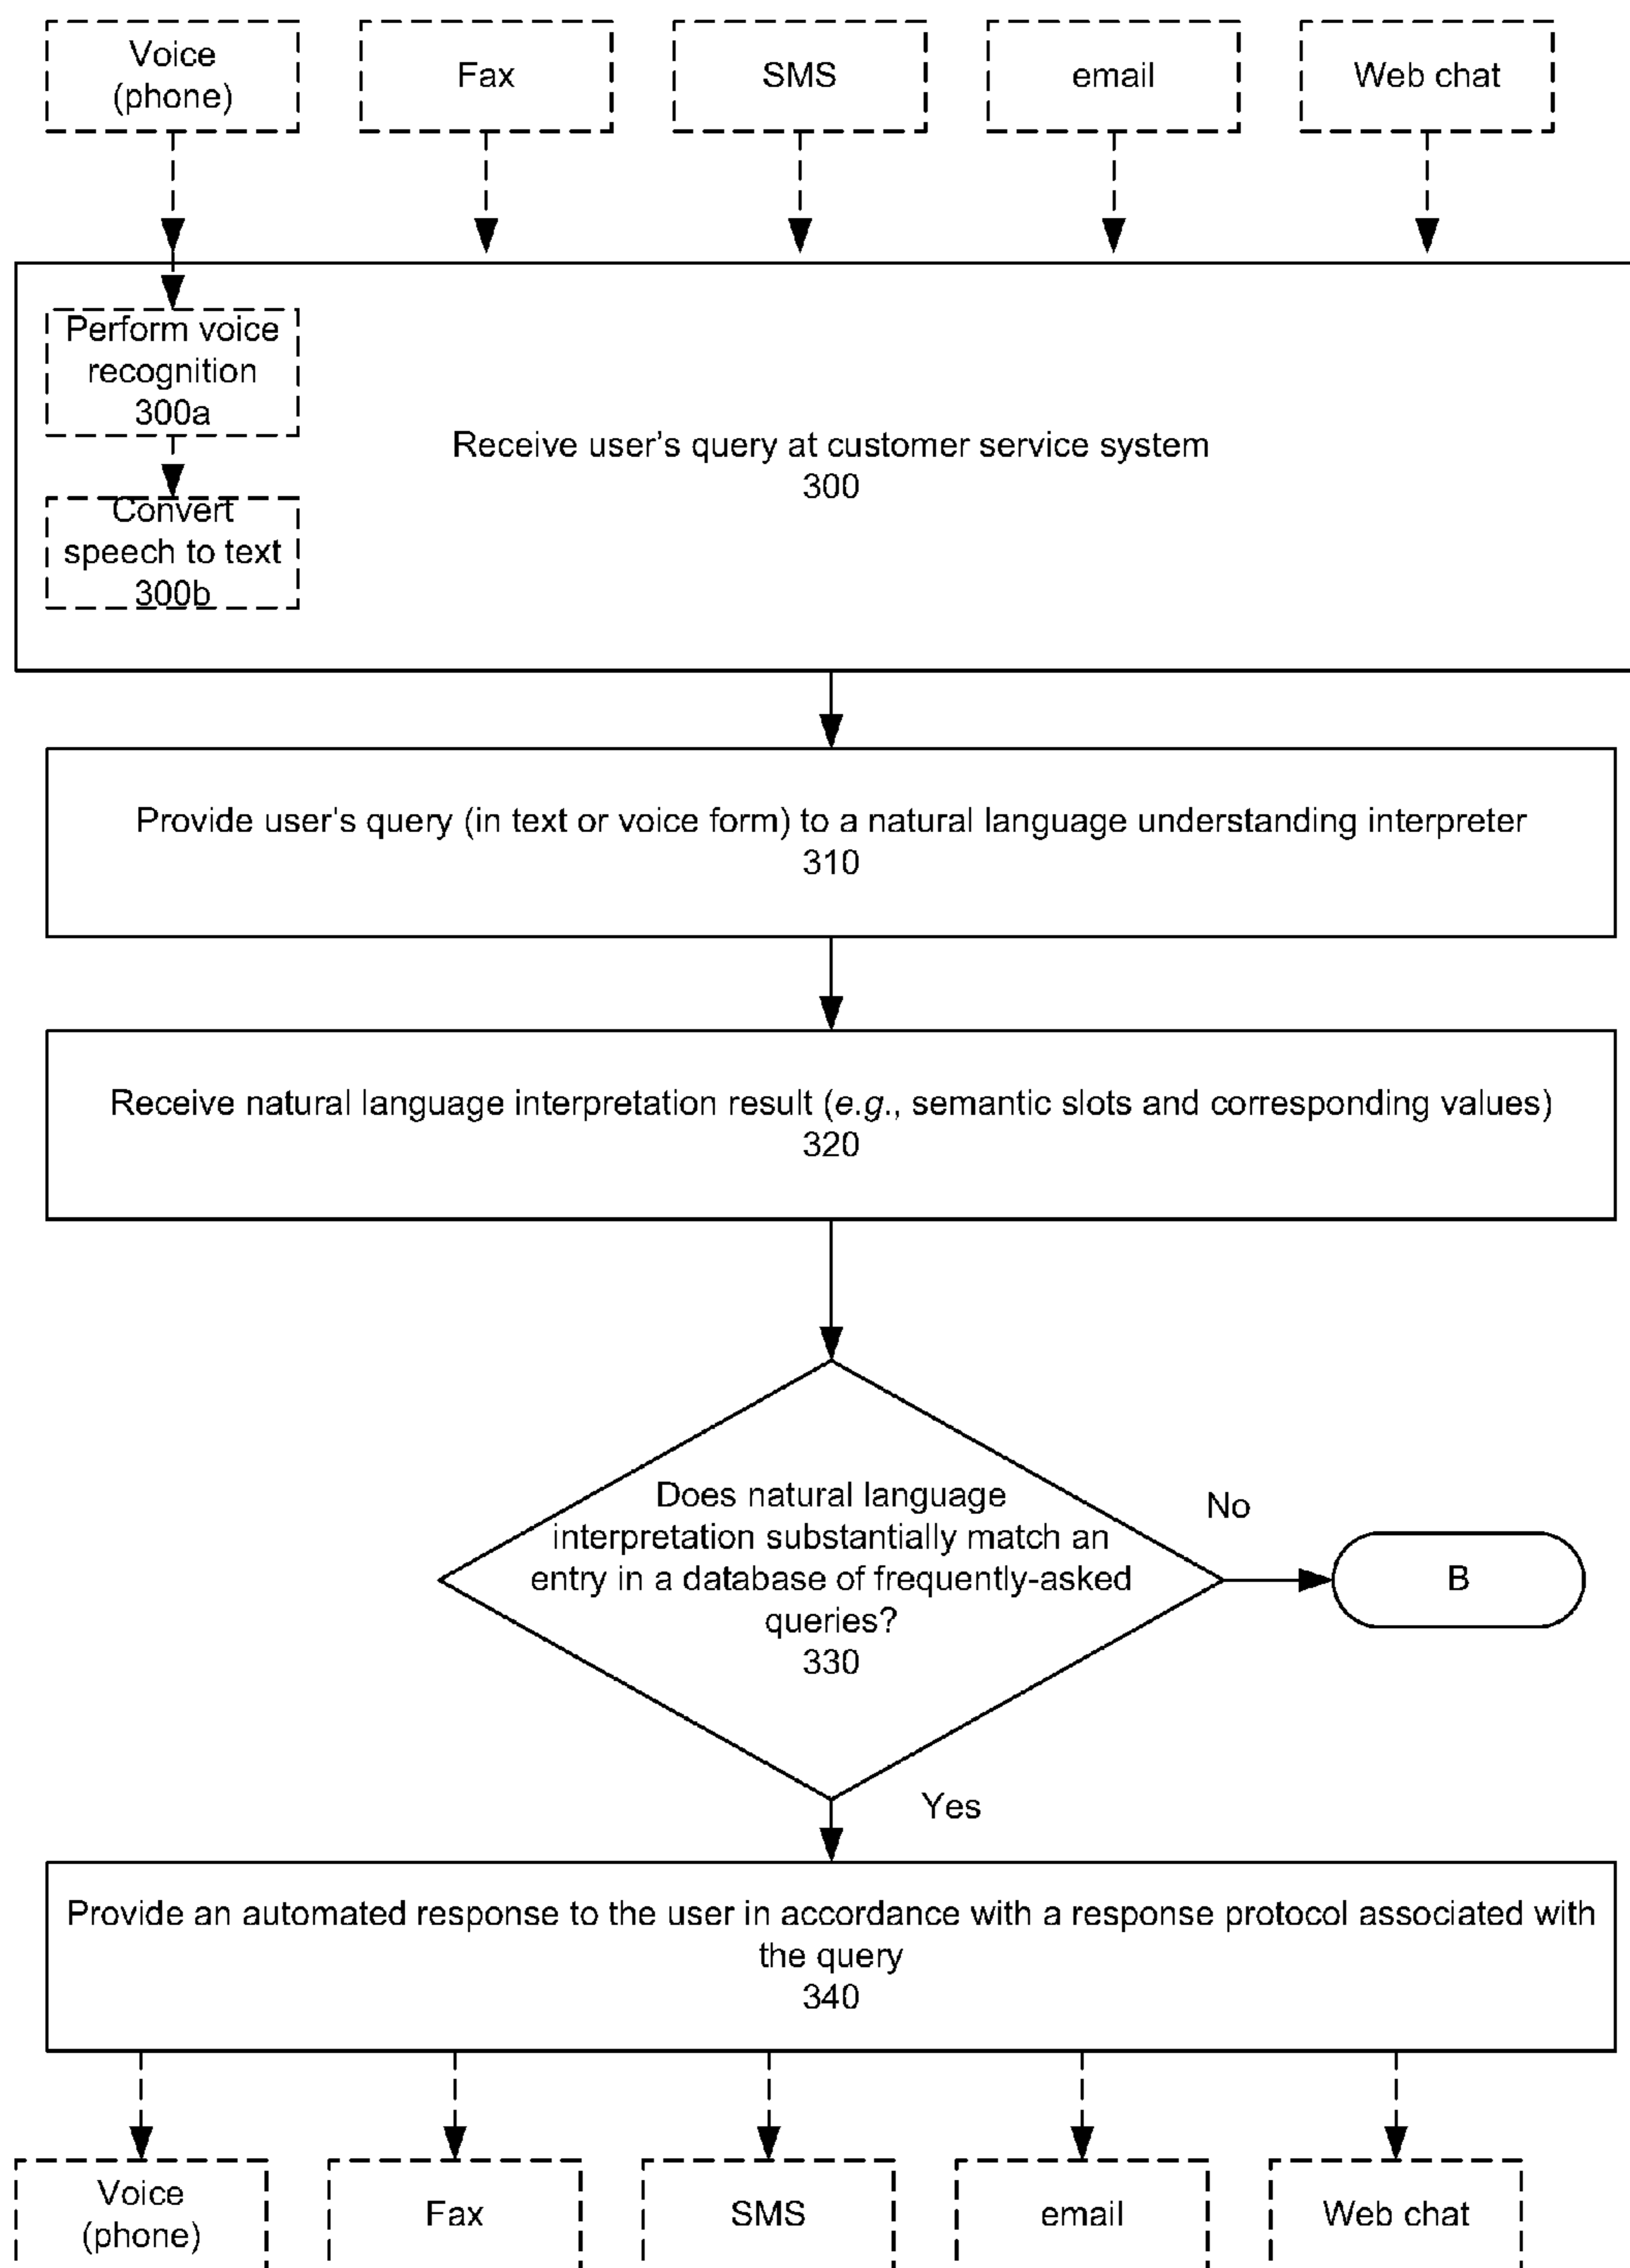 Voice
(phone)
Fax
SMS
email
Web chat
Perform voice
recognition
300a
Convert
speech to text
300b
Receive user's query at customer service system
300
Provide user's query (in text or voice form) to a natural language understanding interpreter
310
Receive natural language interpretation result (e.g., semantic slots and corresponding values)
320
Does natural language
interpretation substantially match an
entry in a database of frequently-asked
queries?
330
No
B
Yes
Provide an automated response to the user in accordance with a response protocol associated with
the query
340
Voice
(phone)
Fax
SMS
email
Web chat